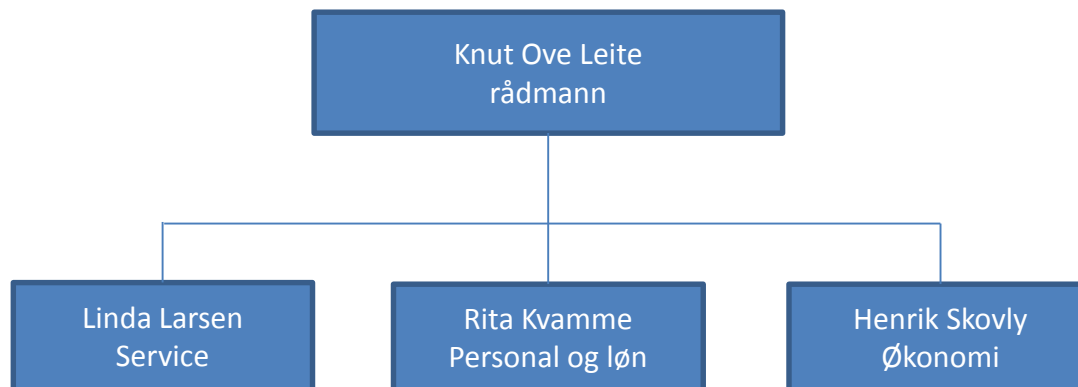 Knut Ove Leite
rådmann
Linda Larsen
Service
Rita Kvamme
Personal og løn
Henrik Skovly
Økonomi